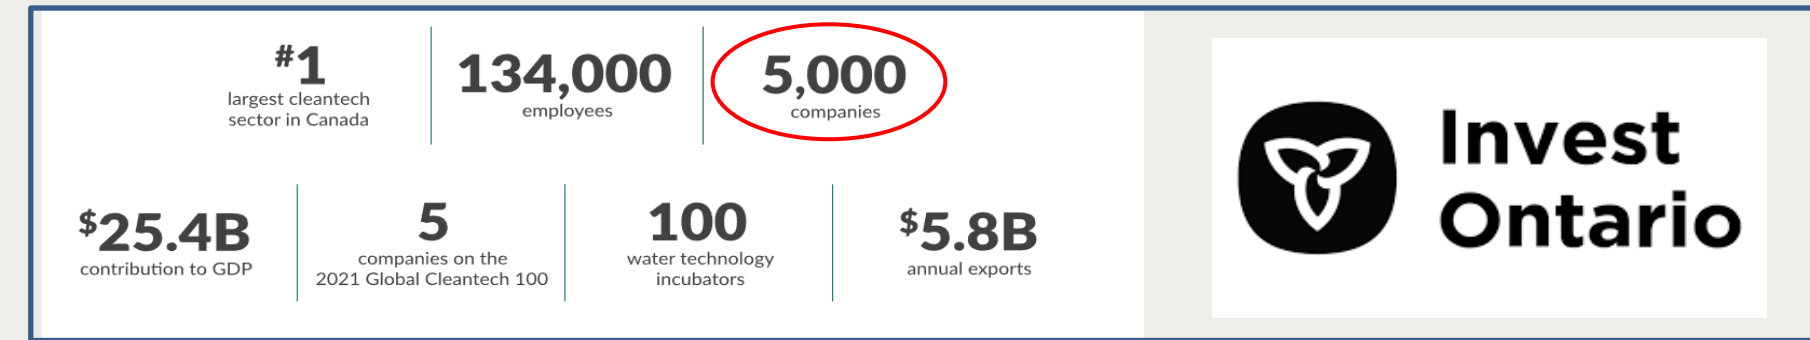 #1
largest cleantech
sector in Canada
134,000
employees
5,000
companies
$25.4B
contribution to GDP
5
companies on the
2021 Global Cleantech 100
100
water technology
incubators
$5.8B
annual exports
Invest
Ontario